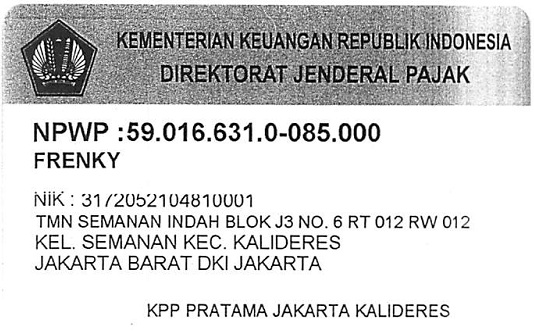 KEMENTERIAN KEUANGAN REPUBLIK INDONESIA
DIREKTORAT JENDERAL PAJAK
NPWP :59.016.631.0-085.000
FRENKY
NIK : 3172052104810001
TMN SEMANAN INDAH BLOK J3 NO. 6 RT 012 RW 012
KEL. SEMANAN KEC. KALIDERES
JAKARTA BARAT DKI JAKARTA
KPP PRATAMA JAKARTA KALIDERES